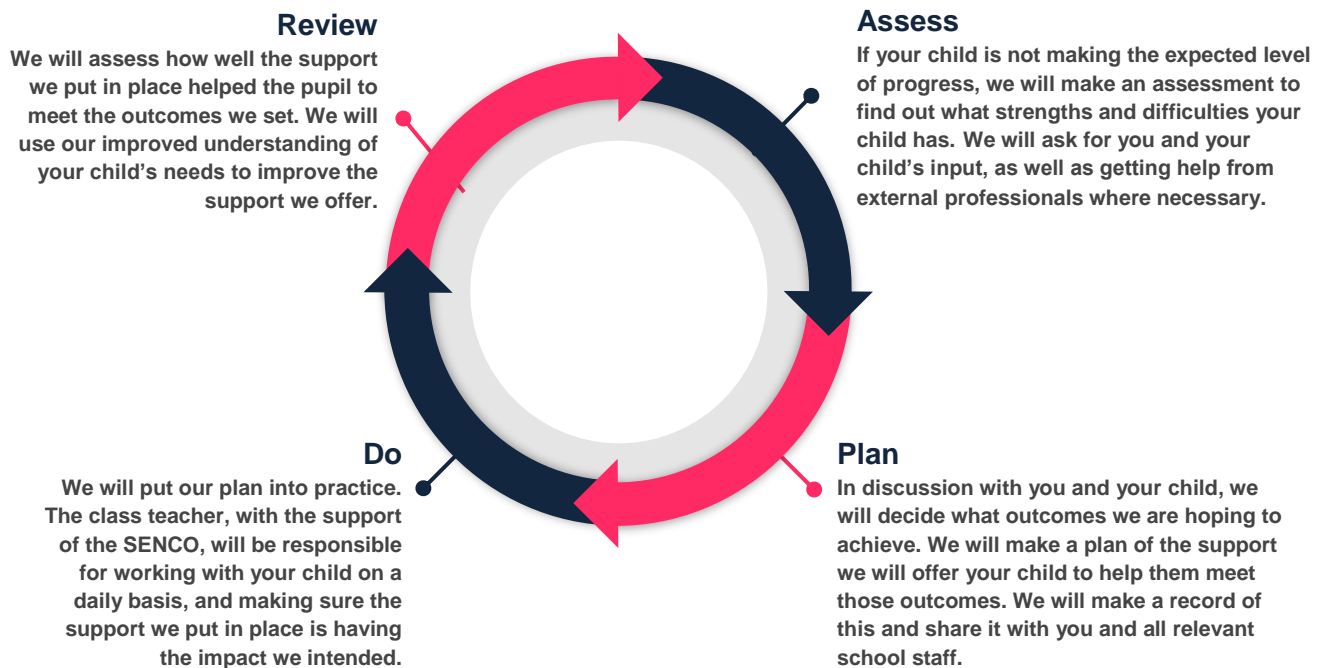 Review
We will assess how well the support
we put in place helped the pupil to
meet the outcomes we set. We will
use our improved understanding of
your child’s needs to improve the
support we offer.
Assess
If your child is not making the expected level
of progress, we will make an assessment to
find out what strengths and difficulties your
child has. We will ask for you and your
child’s input, as well as getting help from
external professionals where necessary.
Do
We will put our plan into practice.
The class teacher, with the support
of the SENCO, will be responsible
for working with your child on a
daily basis, and making sure the
support we put in place is having
the impact we intended.
Plan
In discussion with you and your child, we
will decide what outcomes we are hoping to
achieve. We will make a plan of the support
we will offer your child to help them meet
those outcomes. We will make a record of
this and share it with you and all relevant
school staff.